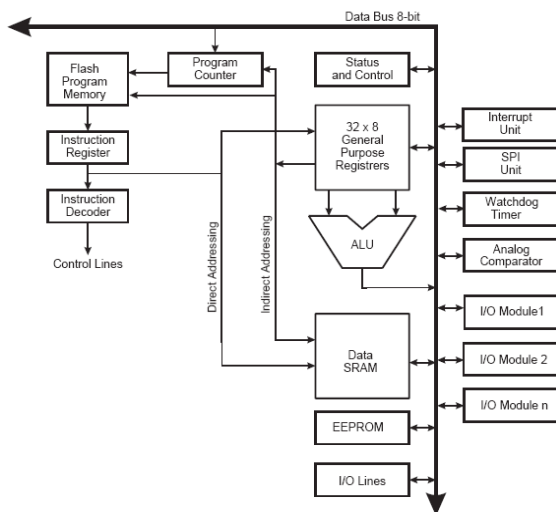 Data Bus 8-bit
Flash
Program
Memory
Program
Counter
Status
and Control
Instruction
Register
32 x 8
General
Purpose
Registrers
Interrupt
Unit
SPI
Unit
Instruction
Decoder
Watchdog
Timer
ALU
Analog
Comparator
Control Lines
Direct Addressing
Indirect Addressing
I/O Module1
Data
SRAM
I/O Module 2
I/O Module n
EEPROM
I/O Lines